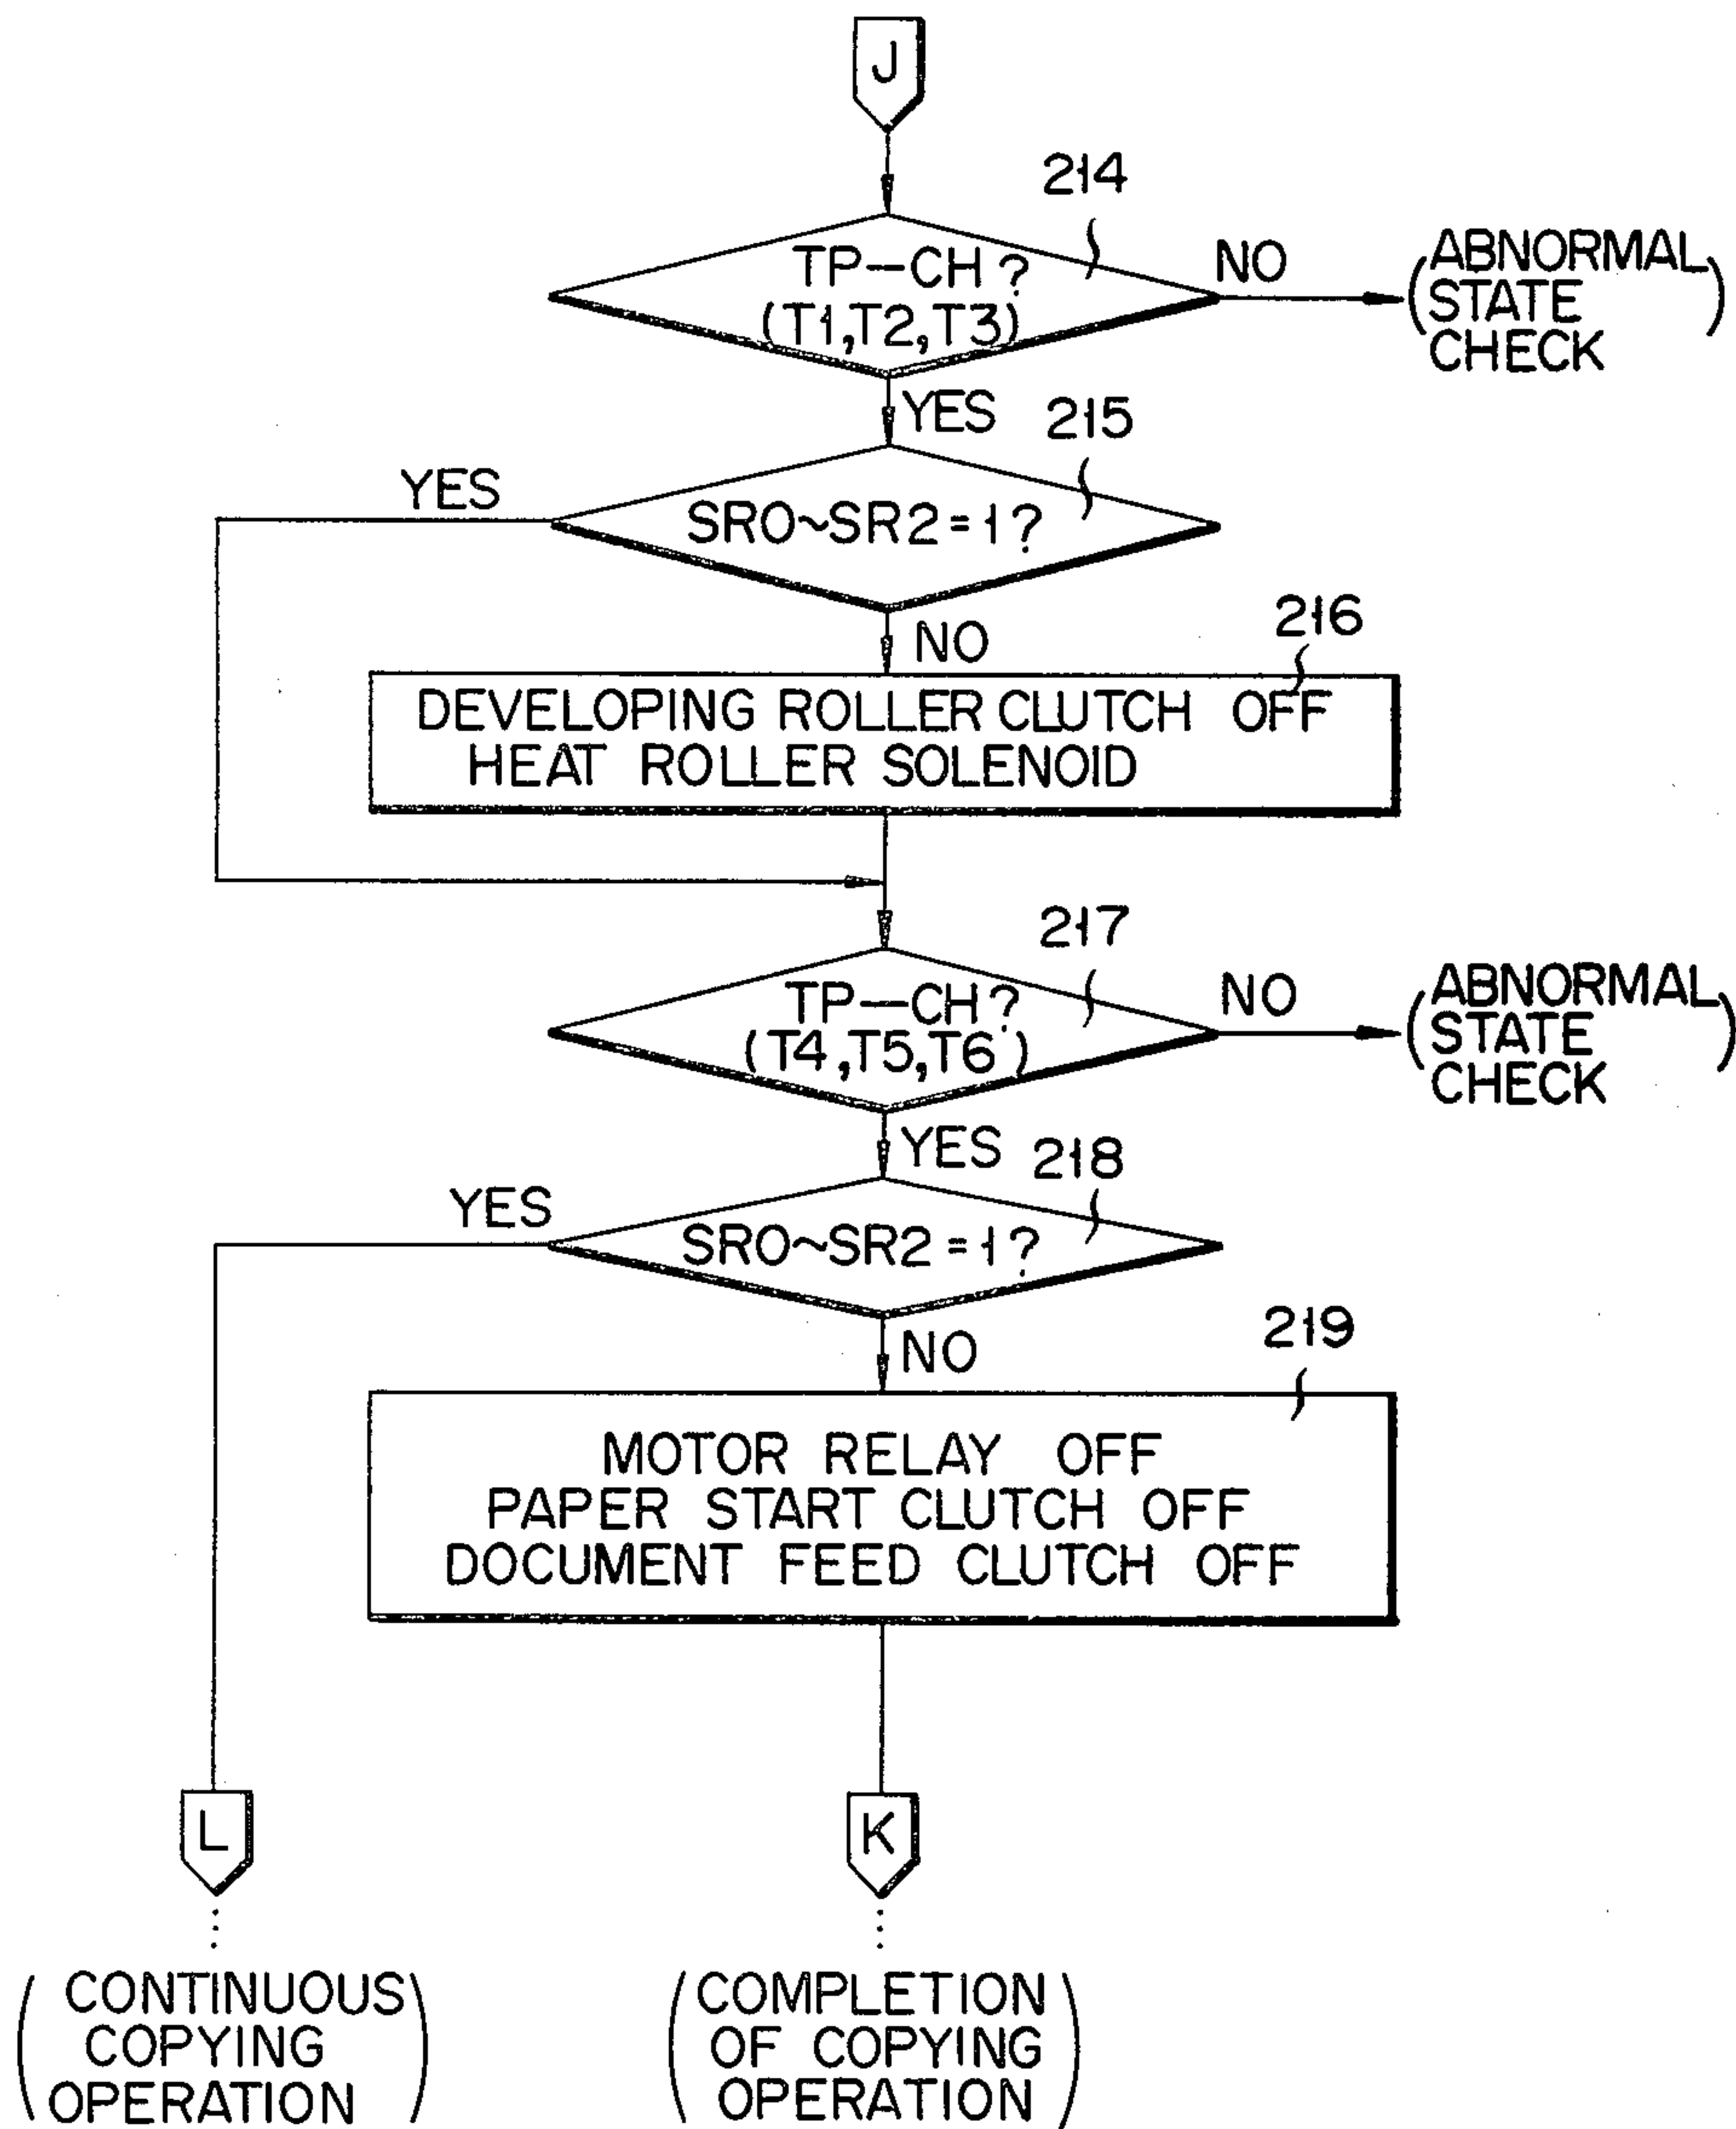 J
214
TP—CH?
(T1,T2,T3)
NO
(ABNORMAL
STATE
CHECK)
YES
215
YES
SR0~SR2=1?
NO
216
DEVELOPING ROLLER CLUTCH OFF
HEAT ROLLER SOLENOID
217
TP—CH?
(T4,T5,T6)
NO
(ABNORMAL
STATE
CHECK)
YES
218
YES
SR0~SR2=1?
NO
219
MOTOR RELAY OFF
PAPER START CLUTCH OFF
DOCUMENT FEED CLUTCH OFF
L
K
(CONTINUOUS
COPYING
OPERATION)
(COMPLETION
OF COPYING
OPERATION)